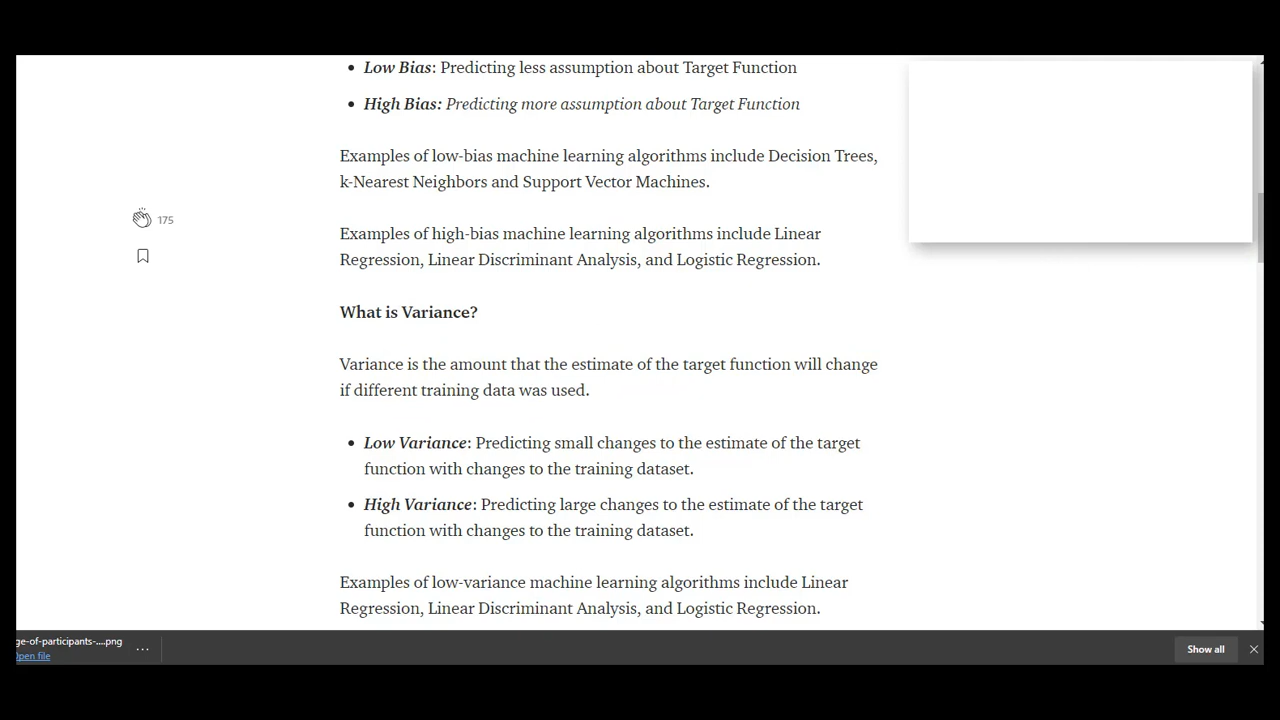 Low Bias: Predicting less assumption about Target Function
High Bias: Predicting more assumption about Target Function
Examples of low-bias machine learning algorithms include Decision Trees,
k-Nearest Neighbors and Support Vector Machines.
175
Examples of high-bias machine learning algorithms include Linear
Regression, Linear Discriminant Analysis, and Logistic Regression.
What is Variance?
Variance is the amount that the estimate of the target function will change
if different training data was used.
Low Variance: Predicting small changes to the estimate of the target
function with changes to the training dataset.
High Variance: Predicting large changes to the estimate of the target
function with changes to the training dataset.
Examples of low-variance machine learning algorithms include Linear
Regression, Linear Discriminant Analysis, and Logistic Regression.
ge-of-participants-....png
Open file
Show all